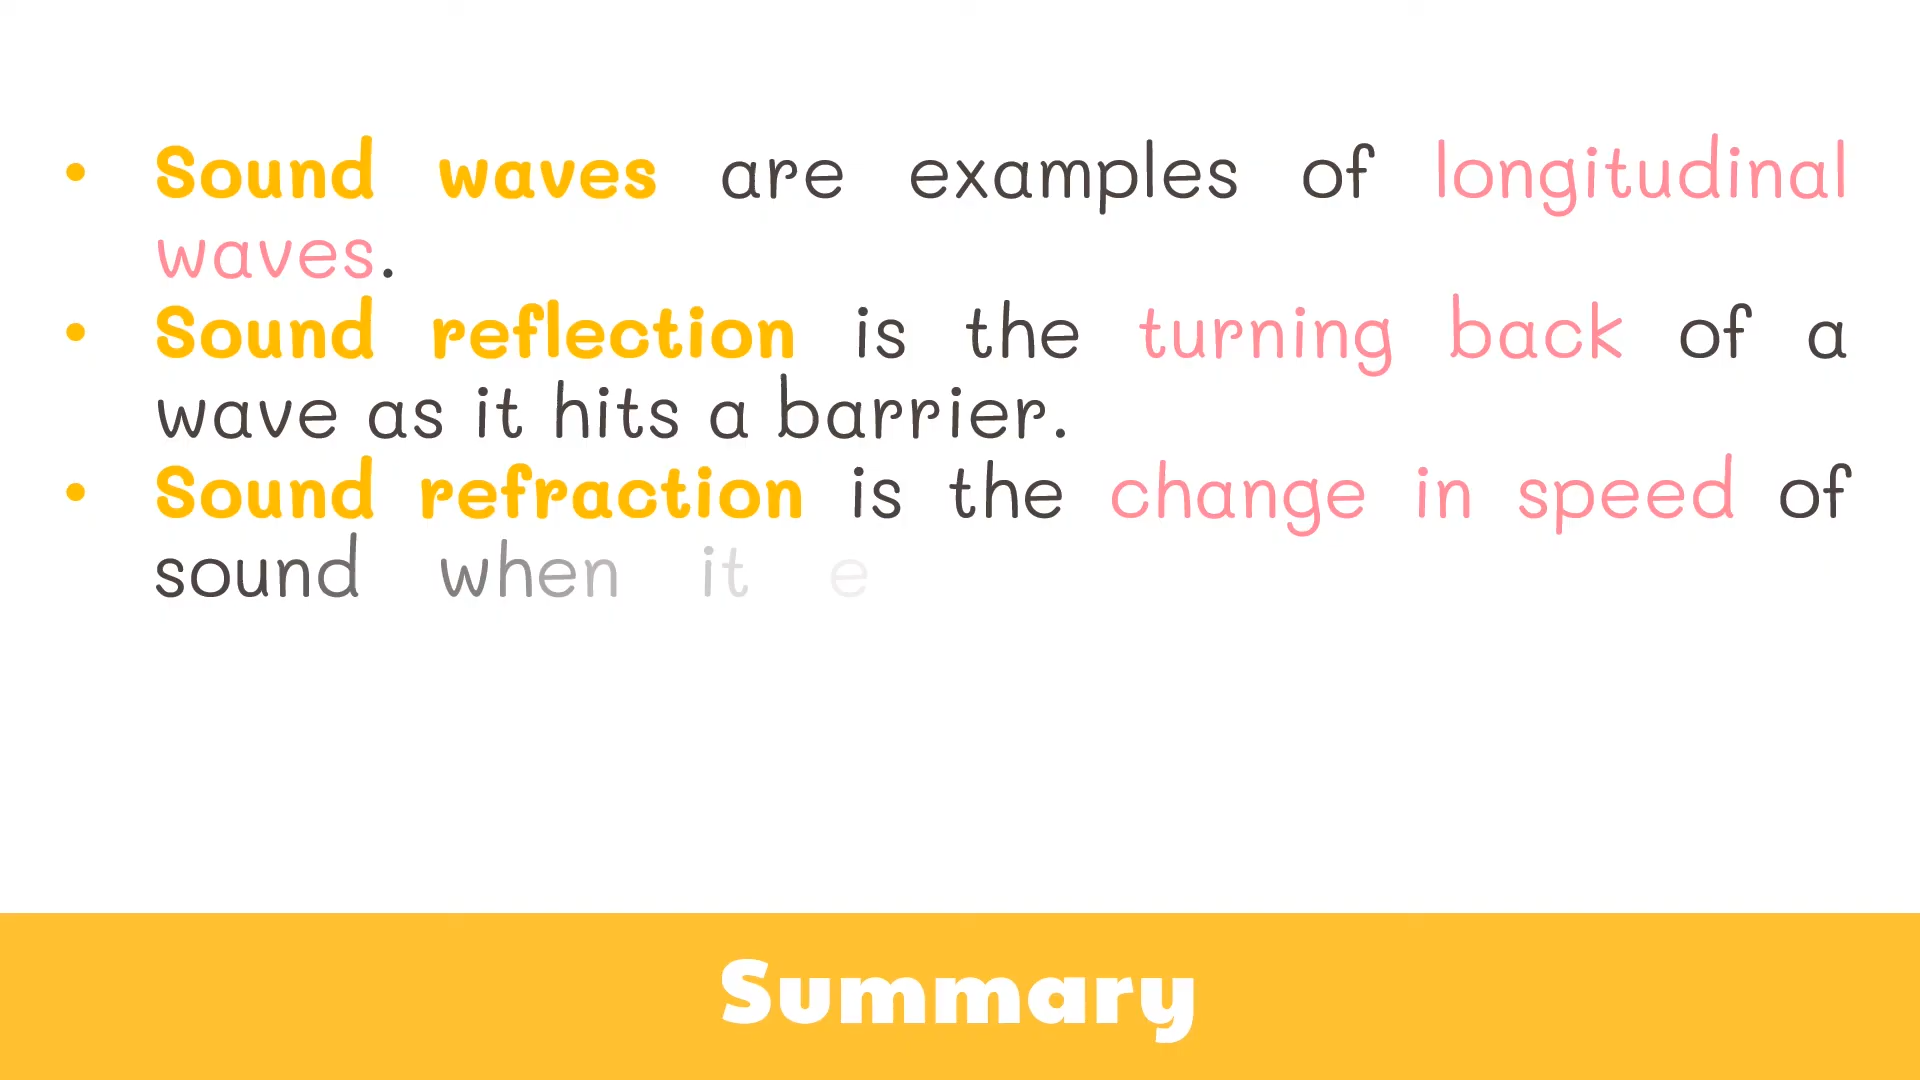 • Sound waves are examples of longitudinal
waves.
• Sound reflection is the turning back of a
wave as it hits a barrier.
• Sound refraction is the change in speed of
sound when it e
Summary